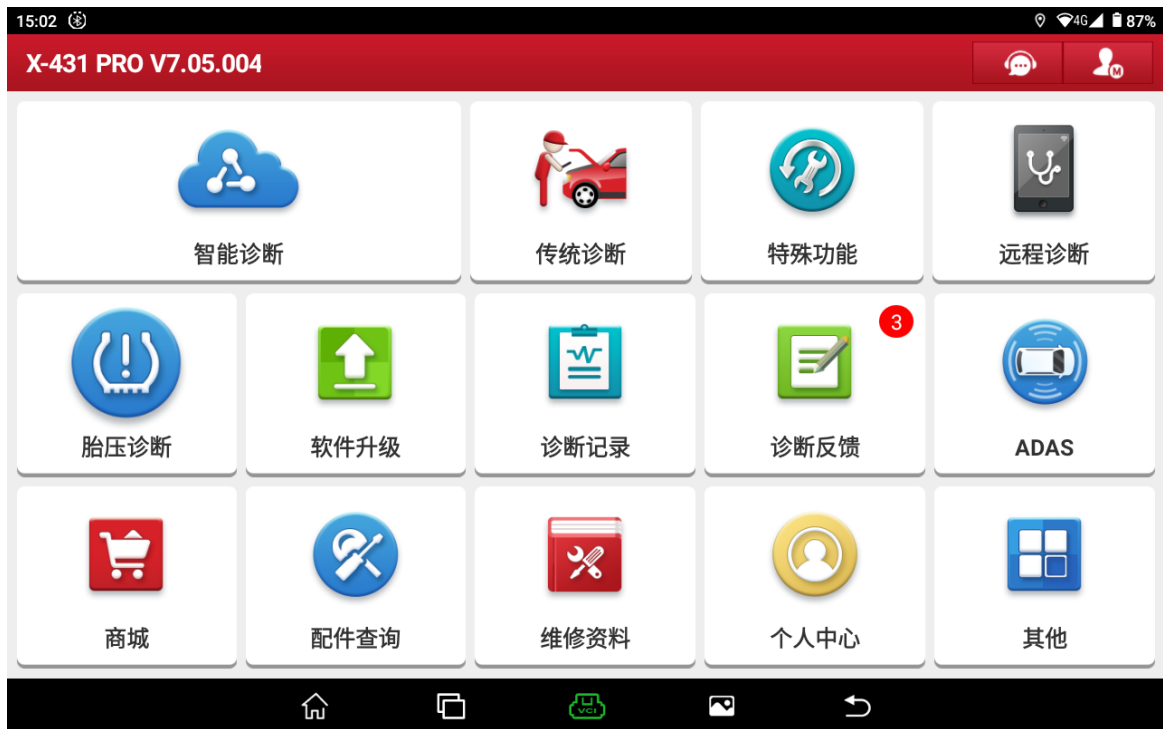 15:02
4G 87%
X-431 PRO V7.05.004
M
智能诊断
传统诊断
特殊功能
远程诊断
3
胎压诊断
软件升级
诊断记录
诊断反馈
ADAS
商城
配件查询
维修资料
个人中心
其他
VCI